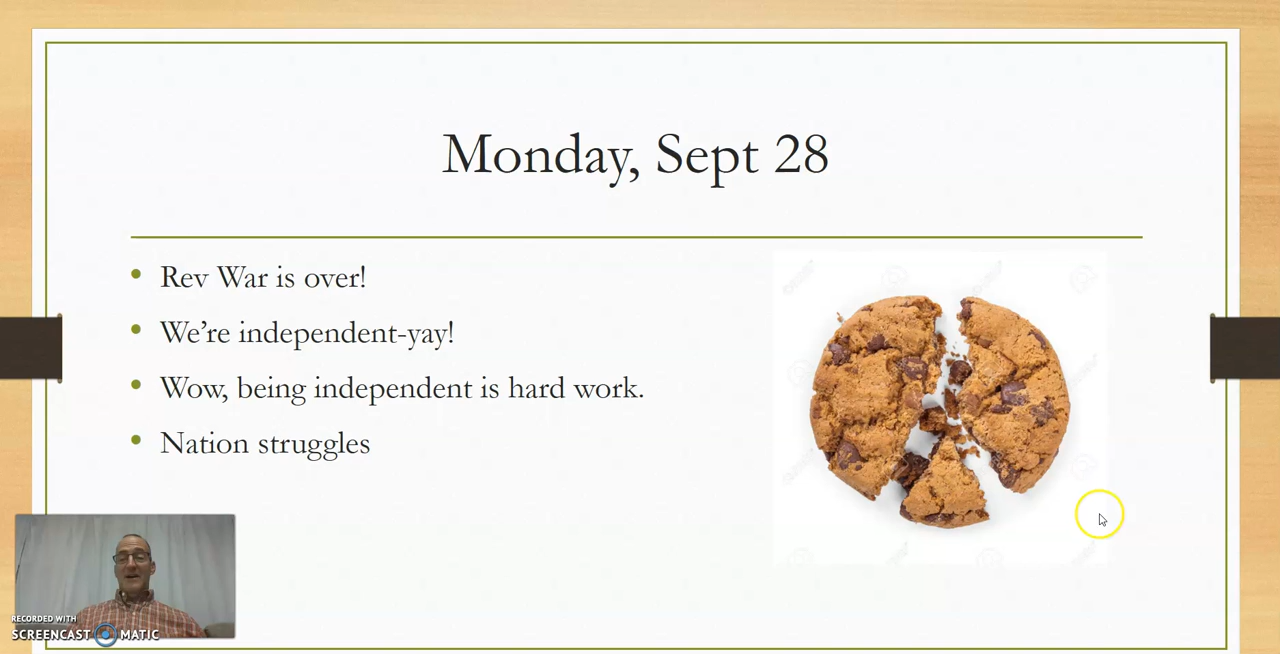 Monday, Sept 28
Rev War is over!
We’re independent-yay!
Wow, being independent is hard work.
Nation struggles
RECORDED WITH
SCREENCAST MATIC